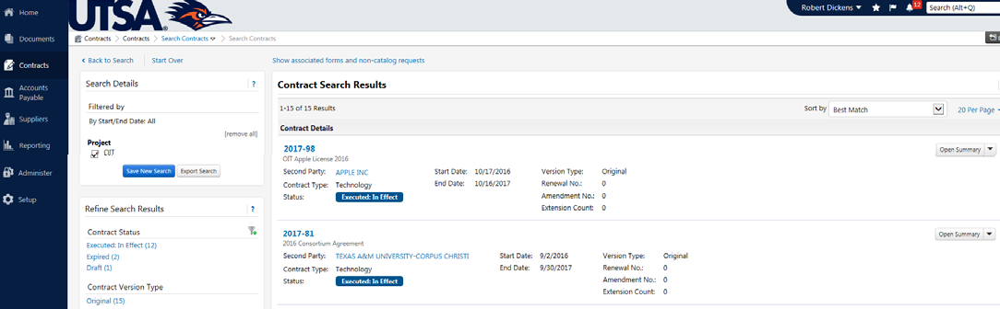 Home
Documents
Contracts
Accounts
Payable
Suppliers
Reporting
Administer
Setup
UTSA
Robert Dickens
12
Search (Alt+Q)
Contracts > Contracts > Search Contracts > Search Contracts
< Back to Search
Start Over
Show associated forms and non-catalog requests
Search Details
?
Filtered by
By Start/End Date: All
[remove all]
Project
Save New Search
Export Search
Refine Search Results
?
Contract Status
Executed: In Effect (12)
Expired (2)
Draft (1)
Contract Version Type
Original (15)
Contract Search Results
1-15 of 15 Results
Sort by
Best Match
20 Per Page
Contract Details
2017-98
Open Summary
OIT Apple License 2016
Second Party: APPLE INC Start Date: 10/17/2016 Version Type: Original
Contract Type: Technology End Date: 10/16/2017 Renewal No.: 0
Status: Executed: In Effect Amendment No.: 0
Extension Count: 0
2017-81
Open Summary
2016 Consortium Agreement
Second Party: TEXAS A&M UNIVERSITY-CORPUS CHRISTI Start Date: 9/2/2016 Version Type: Original
Contract Type: Technology End Date: 9/30/2017 Renewal No.: 0
Status: Executed: In Effect Amendment No.: 0
Extension Count: 0